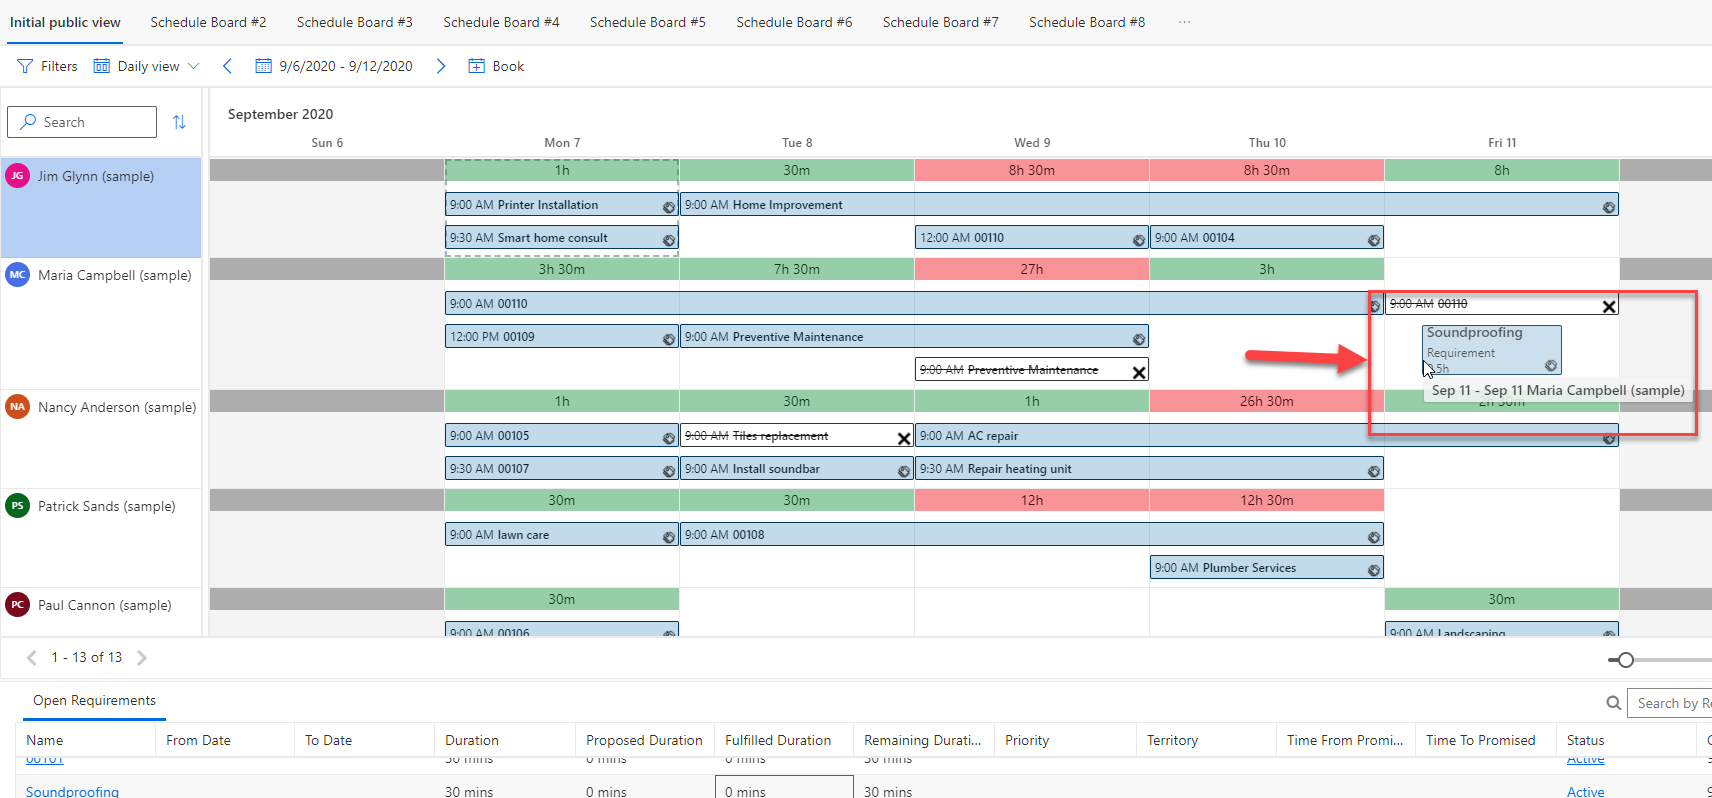 Initial public view Schedule Board #2 Schedule Board #3 Schedule Board #4 Schedule Board #5 Schedule Board #6 Schedule Board #7 Schedule Board #8 ...
Filters Daily view 9/6/2020 - 9/12/2020 Book
Search
September 2020
Sun 6 Mon 7 Tue 8 Wed 9 Thu 10 Fri 11
JG Jim Glynn (sample) 1h 30m 8h 30m 8h 30m 8h
9:00 AM Printer Installation 9:00 AM Home Improvement
9:30 AM Smart home consult 12:00 AM 00110 9:00 AM 00104
MC Maria Campbell (sample) 3h 30m 7h 30m 27h 3h
9:00 AM 00110 9:00 AM 00110
12:00 PM 00109 9:00 AM Preventive Maintenance Soundproofing
Requirement
9:00 AM Preventive Maintenance .5h
Sep 11 - Sep 11 Maria Campbell (sample)
NA Nancy Anderson (sample) 1h 30m 1h 26h 30m 2h 30m
9:00 AM 00105 9:00 AM Tiles replacement 9:00 AM AC repair
9:30 AM 00107 9:00 AM Install soundbar 9:30 AM Repair heating unit
PS Patrick Sands (sample) 30m 30m 12h 12h 30m
9:00 AM lawn care 9:00 AM 00108
9:00 AM Plumber Services
PC Paul Cannon (sample) 30m 30m
9:00 AM 00106 9:00 AM Landscaping
1 - 13 of 13
Open Requirements Search by Re
Name From Date To Date Duration Proposed Duration Fulfilled Duration Remaining Durati... Priority Territory Time From Promi... Time To Promised Status
00101 30 mins 0 mins 0 mins 30 mins Active
Soundproofing 30 mins 0 mins 0 mins 30 mins Active